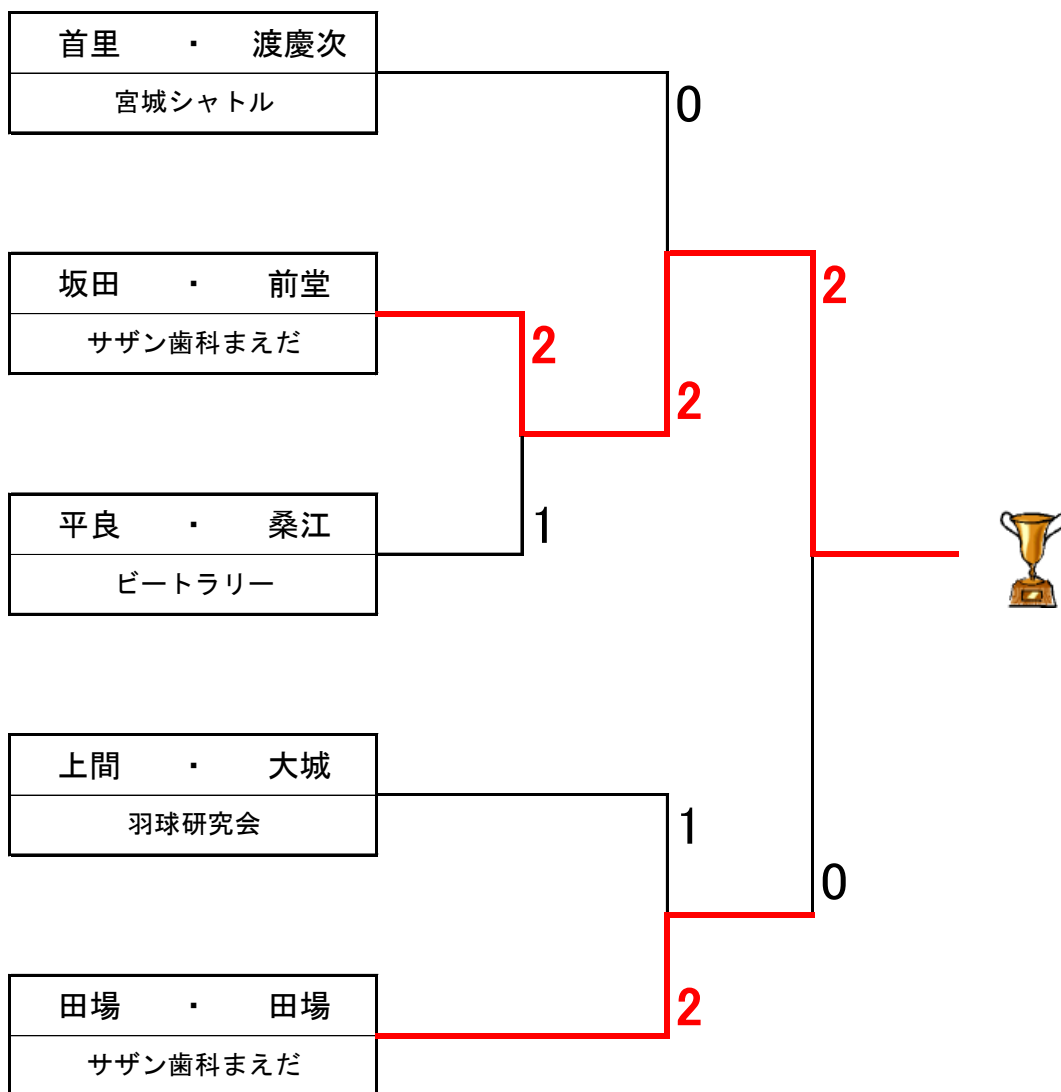 首里 ・ 渡慶次
宮城シャトル
0
坂田 ・ 前堂
サザン歯科まえだ
2
2
2
平良 ・ 桑江
ビートラリー
1
上間 ・ 大城
羽球研究会
1
0
田場 ・ 田場
サザン歯科まえだ
2